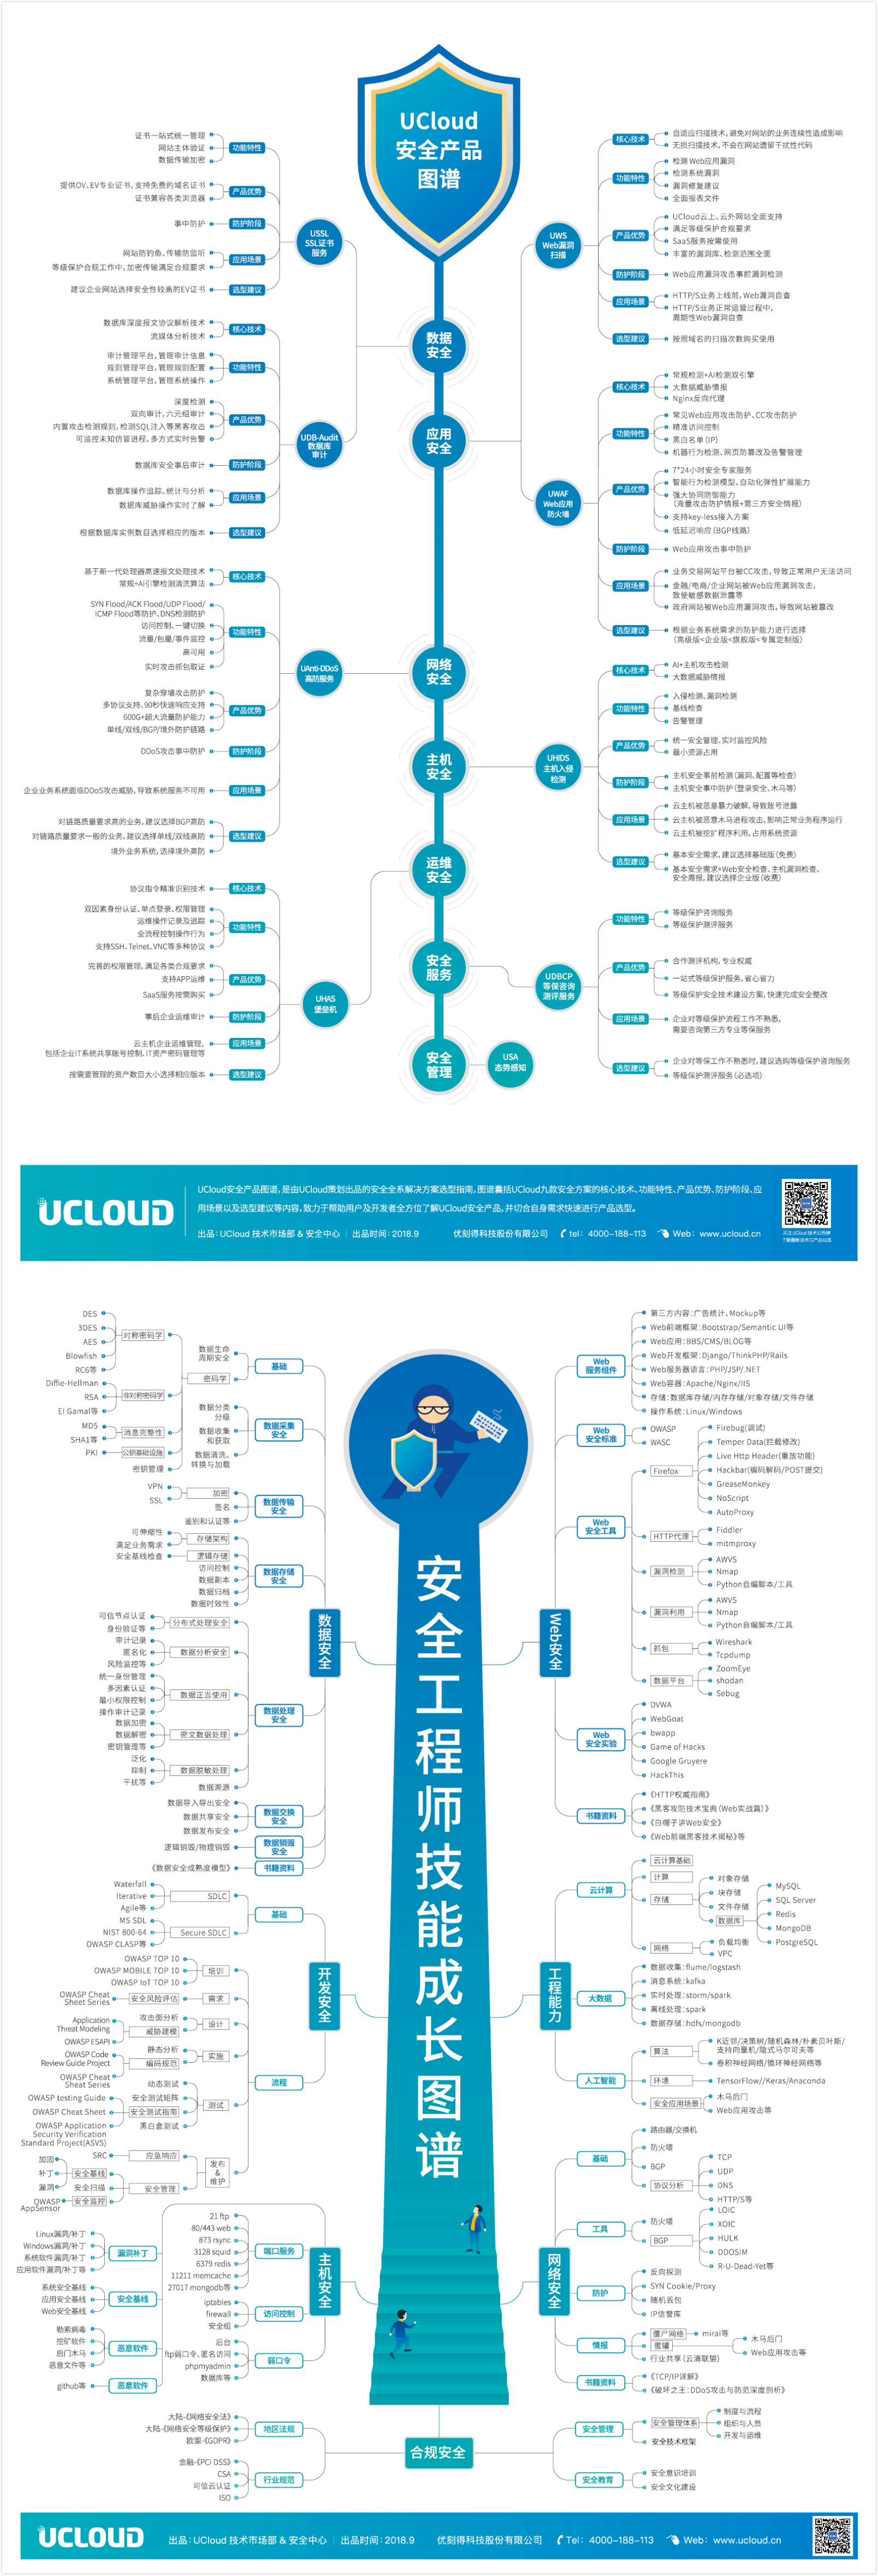 UCloud
安全产品
图谱
证书一站式统一管理
网站主体验证
数据传输加密
功能特性
提供OV、EV专业证书，支持免费的域名证书
证书兼容各类浏览器
产品优势
事中防护
防护阶段
网站防钓鱼、传输防监听
等级保护合规工作中，加密传输满足合规要求
应用场景
建议企业网站选择安全性较高的EV证书
选型建议
USSL
SSL证书
服务
数据库深度报文协议解析技术
流媒体分析技术
核心技术
审计管理平台，管理审计信息
规则管理平台，管理规则配置
系统管理平台，管理系统操作
功能特性
深度检测
双向审计，六元组审计
内置攻击检测规则，检测SQL注入等黑客攻击
可监控未知仿冒进程，多方式实时告警
产品优势
数据库安全事后审计
防护阶段
数据库操作追踪、统计与分析
数据库威胁操作实时了解
应用场景
根据数据库实例数目选择相应的版本
选型建议
UDB-Audit
数据库
审计
基于新一代处理器高速报文处理技术
常规+AI引擎检测清洗算法
核心技术
SYN Flood/ACK Flood/UDP Flood/
ICMP Flood等防护、DNS检测防护
访问控制、一键切换
流量/包量/事件监控
高可用
实时攻击抓包取证
功能特性
复杂穿墙攻击防护
多协议支持、90秒快速响应支持
600G+超大流量防护能力
单线/双线/BGP/境外防护链路
产品优势
DDoS攻击事中防护
防护阶段
企业业务系统面临DDoS攻击威胁，导致系统服务不可用
应用场景
对链路质量要求高的业务，建议选择BGP高防
对链路质量要求一般的业务，建议选择单线/双线高防
境外业务系统，选择境外高防
选型建议
UAnti-DDoS
高防服务
协议指令精准识别技术
核心技术
双因素身份认证、单点登录、权限管理
运维操作记录及追踪
全流程控制操作行为
支持SSH、Telnet、VNC等多种协议
功能特性
完善的权限管理，满足各类合规要求
支持APP运维
SaaS服务按需购买
产品优势
事后企业运维审计
防护阶段
云主机企业运维管理，
包括企业IT系统共享账号控制、IT资产密码管理等
应用场景
按需要管理的资产数目大小选择相应版本
选型建议
UHAS
堡垒机
数据
安全
应用
安全
网络
安全
主机
安全
运维
安全
安全
服务
安全
管理
USA
态势感知
UWS
Web漏洞
扫描
核心技术
自适应扫描技术，避免对网站的业务连续性造成影响
无损扫描技术，不会在网站遗留干扰性代码
功能特性
检测 Web应用漏洞
检测系统漏洞
漏洞修复建议
全面报表文件
产品优势
UCloud云上、云外网站全面支持
满足等级保护合规要求
SaaS服务按需使用
丰富的漏洞库、检测范围全面
防护阶段
Web应用漏洞攻击事前漏洞检测
应用场景
HTTP/S业务上线前，Web漏洞自查
HTTP/S业务正常运营过程中，
周期性Web漏洞自查
选型建议
按照域名的扫描次数购买使用
UWAF
Web应用
防火墙
核心技术
常规检测+AI检测双引擎
大数据威胁情报
Nginx反向代理
功能特性
常见Web应用攻击防护、CC攻击防护
精准访问控制
黑白名单（IP）
机器行为检测、网页防篡改及告警管理
产品优势
7*24小时安全专家服务
智能行为检测模型、自动化弹性扩展能力
强大协同防御能力
（海量攻击防护情报+第三方安全情报）
支持key-less接入方案
低延迟响应（BGP线路）
防护阶段
Web应用攻击事中防护
应用场景
业务交易网站平台被CC攻击，导致正常用户无法访问
金融/电商/企业网站被Web应用漏洞攻击，
致使敏感数据泄露等
政府网站被Web应用漏洞攻击，导致网站被篡改
选型建议
根据业务系统需求的防护能力进行选择
（高级版<企业版<旗舰版<专属定制版）
UHIDS
主机入侵
检测
核心技术
AI+主机攻击检测
大数据威胁情报
功能特性
入侵检测、漏洞检测
基线检查
告警管理
产品优势
统一安全管理、实时监控风险
最小资源占用
防护阶段
主机安全事前检测（漏洞、配置等检查）
主机安全事中防护（登录安全、木马等）
应用场景
云主机被恶意暴力破解，导致账号泄露
云主机被恶意木马进程攻击，影响正常业务程序运行
云主机被挖矿程序利用，占用系统资源
选型建议
基本安全需求，建议选择基础版（免费）
基本安全需求+Web安全检查、主机漏洞检查、
安全周报，建议选择企业版（收费）
UDBCP
等保咨询
测评服务
功能特性
等级保护咨询服务
等级保护测评服务
产品优势
合作测评机构，专业权威
一站式等级保护服务，省心省力
等级保护安全技术建设方案，快速完成安全整改
应用场景
企业对等级保护流程工作不熟悉，
需要咨询第三方专业等保服务
选型建议
企业对等保工作不熟悉时，建议选购等级保护咨询服务
等级保护测评服务（必选项）
UCLOUD
UCloud安全产品图谱，是由UCloud策划出品的安全全系解决方案选型指南，图谱囊括UCloud九款安全方案的核心技术、功能特性、产品优势、防护阶段、应
用场景以及选型建议等内容，致力于帮助用户及开发者全方位了解UCloud安全产品，并切合自身需求快速进行产品选型。
出品：UCloud 技术市场部 & 安全中心 | 出品时间：2018.9 优刻得科技股份有限公司 tel： 4000-188-113 Web： www.ucloud.cn
安全工程师技能成长图谱
数据安全
基础
数据生命
周期安全
密码学
对称密码学
DES
3DES
AES
Blowfish
RC6等
非对称密码学
Diffie-Hellman
RSA
El Gamal等
消息完整性
MD5
SHA1等
公钥基础设施
PKI
密钥管理
数据采集
安全
数据分类
分级
数据收集
和获取
数据清洗、
转换与加载
数据传输
安全
加密
VPN
SSL
签名
鉴别和认证等
数据存储
安全
存储架构
可伸缩性
满足业务需求
逻辑存储
安全基线检查
访问控制
数据副本
数据归档
数据时效性
数据处理
安全
分布式处理安全
可信节点认证
身份验证等
数据分析安全
审计记录
匿名化
风险监控等
数据正当使用
统一身份管理
多因素认证
最小权限控制
操作审计记录
密文数据处理
数据加密
数据解密
密钥管理等
数据脱敏处理
泛化
抑制
干扰等
数据溯源
数据交换
安全
数据导入导出安全
数据共享安全
数据发布安全
数据销毁
安全
逻辑销毁/物理销毁
书籍资料
《数据安全成熟度模型》
开发安全
基础
SDLC
Waterfall
Iterative
Agile等
Secure SDLC
MS SDL
NIST 800-64
OWASP CLASP等
流程
培训
OWASP TOP 10
OWASP MOBILE TOP 10
OWASP IoT TOP 10
需求
安全风险评估
OWASP Cheat
Sheet Series
设计
攻击面分析
威胁建模
Application
Threat Modeling
OWASP ESAPI
实施
静态分析
编码规范
OWASP Code
Review Guide Project
OWASP Cheat
Sheat Series
测试
动态测试
安全测试矩阵
安全测试指南
OWASP testing Guide
OWASP Cheat Sheet
OWASP Application
Security Verification
Standard Project(ASVS)
黑白盒测试
发布
&
维护
应急响应
SRC
安全管理
安全基线
加固
补丁
漏洞
安全扫描
安全监控
OWASP
AppSensor
主机安全
端口服务
21 ftp
80/443 web
873 rsync
3128 squid
6379 redis
11211 memcache
27017 mongodb等
访问控制
iptables
firewall
安全组
弱口令
后台
ftp弱口令、匿名访问
phpmyadmin
数据库等
漏洞补丁
Linux漏洞/补丁
Windows漏洞/补丁
系统软件漏洞/补丁
应用软件漏洞/补丁等
安全基线
系统安全基线
应用安全基线
Web安全基线
恶意软件
勒索病毒
挖矿软件
后门木马
恶意文件等
恶意软件
github等
Web安全
Web
服务组件
第三方内容：广告统计、Mockup等
Web前端框架：Bootstrap/Semantic UI等
Web应用：BBS/CMS/BLOG等
Web开发框架：Django/ThinkPHP/Rails
Web服务器语言：PHP/JSP/.NET
Web容器：Apache/Nginx/IIS
存储：数据库存储/内存存储/对象存储/文件存储
操作系统：Linux/Windows
Web
安全标准
OWASP
WASC
Web
安全工具
Firefox
Firebug(调试)
Temper Data(拦截修改)
Live Http Header(重放功能)
Hackbar(编码解码/POST提交)
GreaseMonkey
NoScript
AutoProxy
HTTP代理
Fiddler
mitmproxy
漏洞检测
AWVS
Nmap
Python自编脚本/工具
漏洞利用
AWVS
Nmap
Python自编脚本/工具
抓包
Wireshark
Tcpdump
数据平台
ZoomEye
shodan
Sebug
Web
安全实验
DVWA
WebGoat
bwapp
Game of Hacks
Google Gruyere
HackThis
书籍资料
《HTTP权威指南》
《黑客攻防技术宝典（Web实战篇）》
《白帽子讲Web安全》
《Web前端黑客技术揭秘》等
工程能力
云计算
云计算基础
计算
存储
对象存储
块存储
文件存储
数据库
MySQL
SQL Server
Redis
MongoDB
PostgreSQL
网络
负载均衡
VPC
大数据
数据收集：flume/logstash
消息系统：kafka
实时处理：storm/spark
离线处理：spark
数据存储：hdfs/mongodb
人工智能
算法
K近邻/决策树/随机森林/朴素贝叶斯/
支持向量机/隐式马尔可夫等
卷积神经网络/循环神经网络等
环境
TensorFlow//Keras/Anaconda
安全应用场景
木马后门
Web应用攻击等
网络安全
基础
路由器/交换机
防火墙
BGP
协议分析
TCP
UDP
DNS
HTTP/S等
工具
防火墙
BGP
LOIC
XOIC
HULK
DDOSIM
R-U-Dead-Yet等
防护
反向探测
SYN Cookie/Proxy
随机丢包
IP信誉库
情报
僵尸网络
mirai等
蜜罐
木马后门
Web应用攻击等
行业共享（云清联盟）
书籍资料
《TCP/IP详解》
《破坏之王：DDoS攻击与防范深度剖析》
合规安全
地区法规
大陆-《网络安全法》
大陆-《网络安全等级保护》
欧盟-《GDPR》
行业规范
金融-《PCI DSS》
CSA
可信云认证
ISO
安全管理
安全管理体系
制度与流程
组织与人员
开发与运维
安全技术框架
安全教育
安全意识培训
安全文化建设
UCLOUD
出品：UCloud 技术市场部 & 安全中心 | 出品时间：2018.9 优刻得科技股份有限公司 Tel： 4000-188-113 Web： www.ucloud.cn